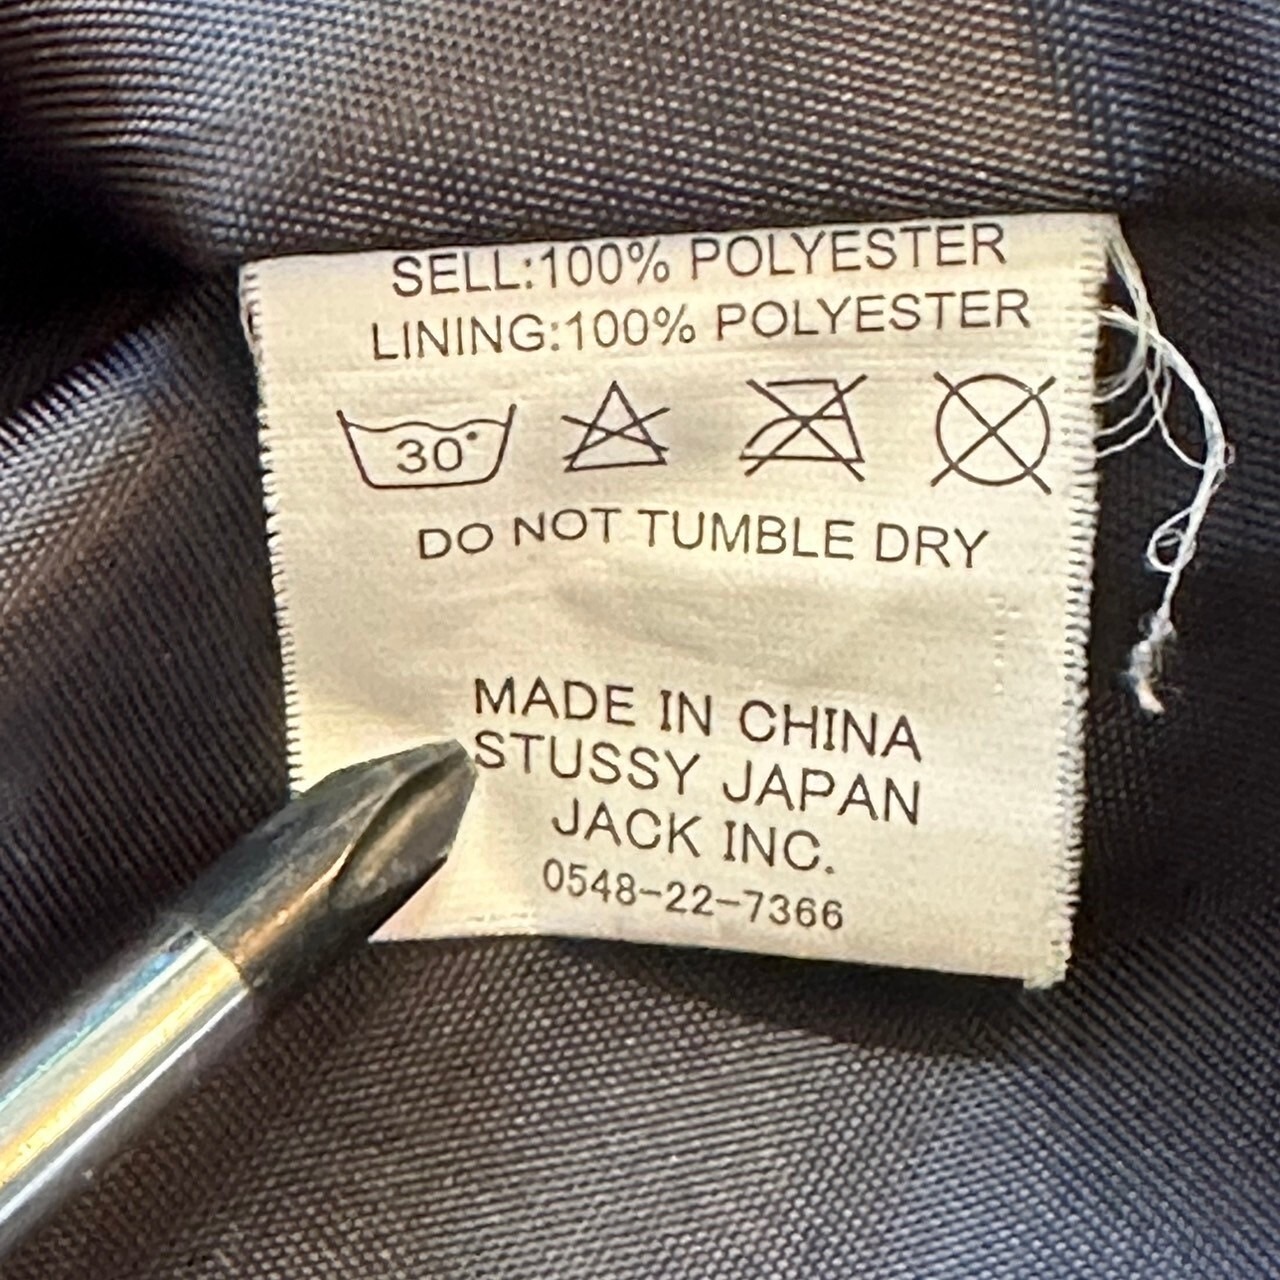 SELL:100% POLYESTER
LINING:100% POLYESTER
30°
DO NOT TUMBLE DRY
MADE IN CHINA
STUSSY JAPAN
JACK INC.
0548-22-7366